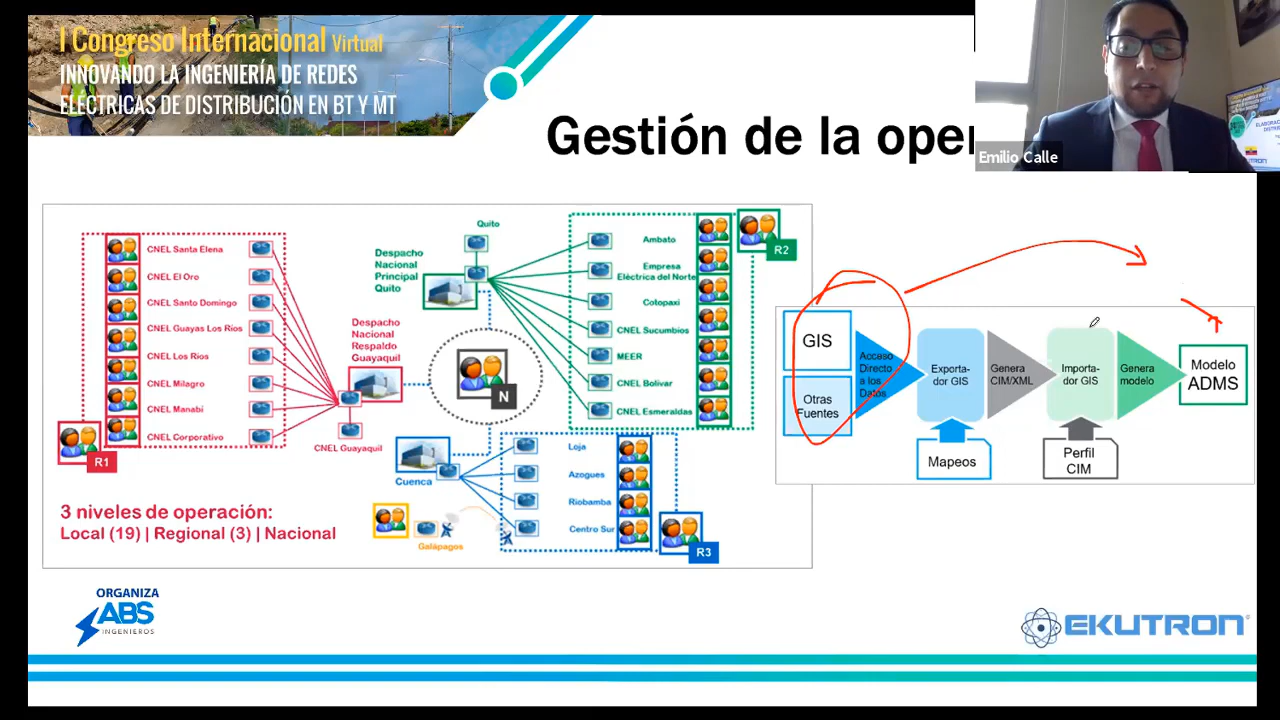 I Congreso Internacional Virtual
INNOVANDO LA INGENIERÍA DE REDES
ELÉCTRICAS DE DISTRIBUCIÓN EN BT Y MT
Gestión de la ope
Emilio Calle
EKUTRON
CNEL Santa Elena
CNEL El Oro
CNEL Santo Domingo
CNEL Guayas Los Ríos
CNEL Los Ríos
CNEL Milagro
CNEL Manabí
CNEL Corporativo
R1
CNEL Guayaquil
Despacho
Nacional
Respaldo
Guayaquil
Despacho
Nacional
Principal
Quito
Quito
N
Ambato
Empresa
Eléctrica del Norte
Cotopaxi
CNEL Sucumbíos
MEER
CNEL Bolívar
CNEL Esmeraldas
R2
Cuenca
Loja
Azogues
Riobamba
Centro Sur
R3
Galápagos
3 niveles de operación:
Local (19) | Regional (3) | Nacional
GIS
Otras
Fuentes
Acceso
Directo
a los
Datos
Exporta-
dor GIS
Mapeos
Genera
CIM/XML
Importa-
dor GIS
Perfil
CIM
Genera
modelo
Modelo
ADMS
ORGANIZA
ABS
INGENIEROS
EKUTRON